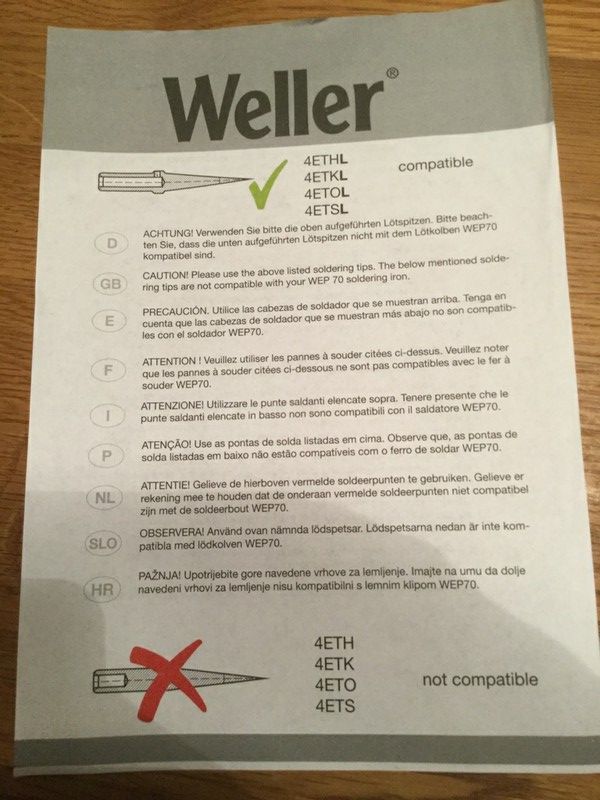 Weller®
4ETHL
4ETKL
4ETOL
4ETSL
compatible
D
ACHTUNG! Verwenden Sie bitte die oben aufgeführten Lötspitzen. Bitte beach-
ten Sie, dass die unten aufgeführten Lötspitzen nicht mit dem Lötkolben WEP70
kompatibel sind.
GB
CAUTION! Please use the above listed soldering tips. The below mentioned solde-
ring tips are not compatible with your WEP 70 soldering iron.
E
PRECAUCIÓN. Utilice las cabezas de soldador que se muestran arriba. Tenga en
cuenta que las cabezas de soldador que se muestran más abajo no son compatib-
les con el soldador WEP70.
F
ATTENTION ! Veuillez utiliser les pannes à souder citées ci-dessus. Veuillez noter
que les pannes à souder citées ci-dessous ne sont pas compatibles avec le fer à
souder WEP70.
I
ATTENZIONE! Utilizzare le punte saldanti elencate sopra. Tenere presente che le
punte saldanti elencate in basso non sono compatibili con il saldatore WEP70.
P
ATENÇÃO! Use as pontas de solda listadas em cima. Observe que, as pontas de
solda listadas em baixo não estão compatíveis com o ferro de soldar WEP70.
NL
ATTENTIE! Gelieve de hierboven vermelde soldeerpunten te gebruiken. Gelieve er
rekening mee te houden dat de onderaan vermelde soldeerpunten niet compatibel
zijn met de soldeerbout WEP70.
SLO
OBSERVERA! Använd ovan nämnda lödspetsar. Lödspetsarna nedan är inte kom-
patibla med lödkolven WEP70.
HR
PAŽNJA! Upotrijebite gore navedene vrhove za lemljenje. Imajte na umu da dolje
navedeni vrhovi za lemljenje nisu kompatibilni s lemnim klipom WEP70.
4ETH
4ETK
4ETO
4ETS
not compatible